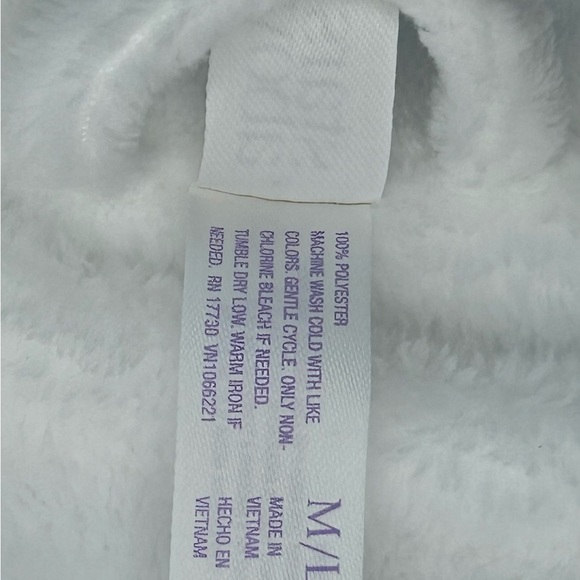 100% POLYESTER
MACHINE WASH COLD WITH LIKE
COLORS. GENTLE CYCLE. ONLY NON-
CHLORINE BLEACH IF NEEDED.
TUMBLE DRY LOW. WARM IRON IF
NEEDED. RN 17730 VN1066221
M/L
MADE IN
VIETNAM
HECHO EN
VIETNAM